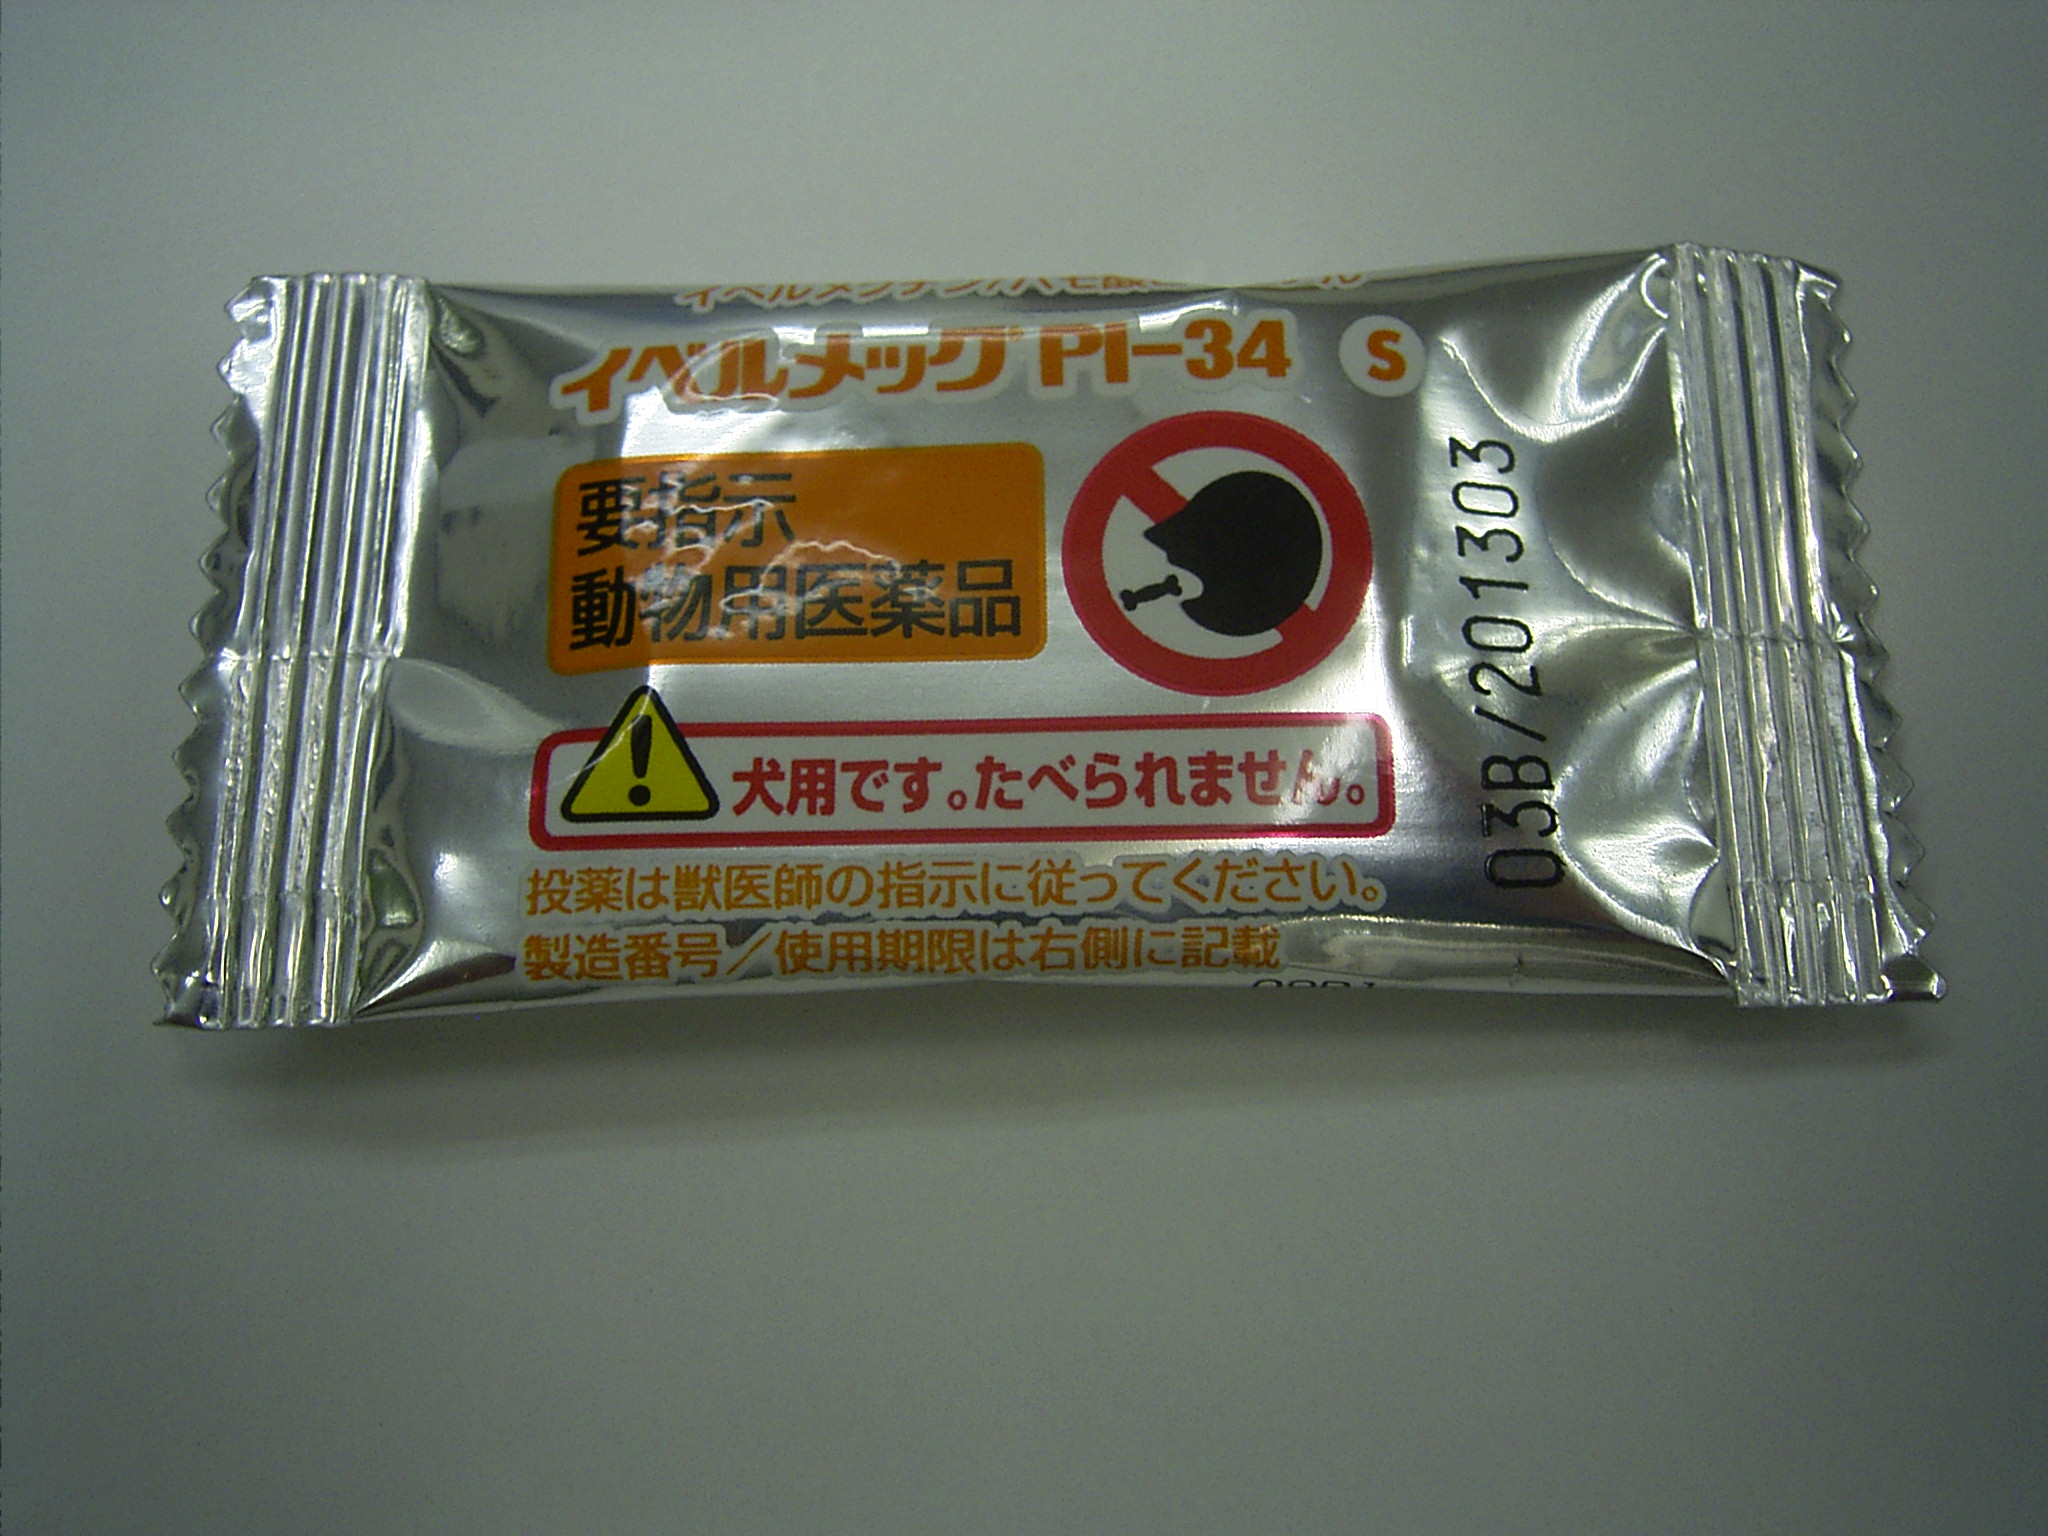 イベルメック PI-34 S
要指示
動物用医薬品
犬用です。たべられません。
投薬は獣医師の指示に従ってください。
製造番号／使用期限は右側に記載
03B/201303